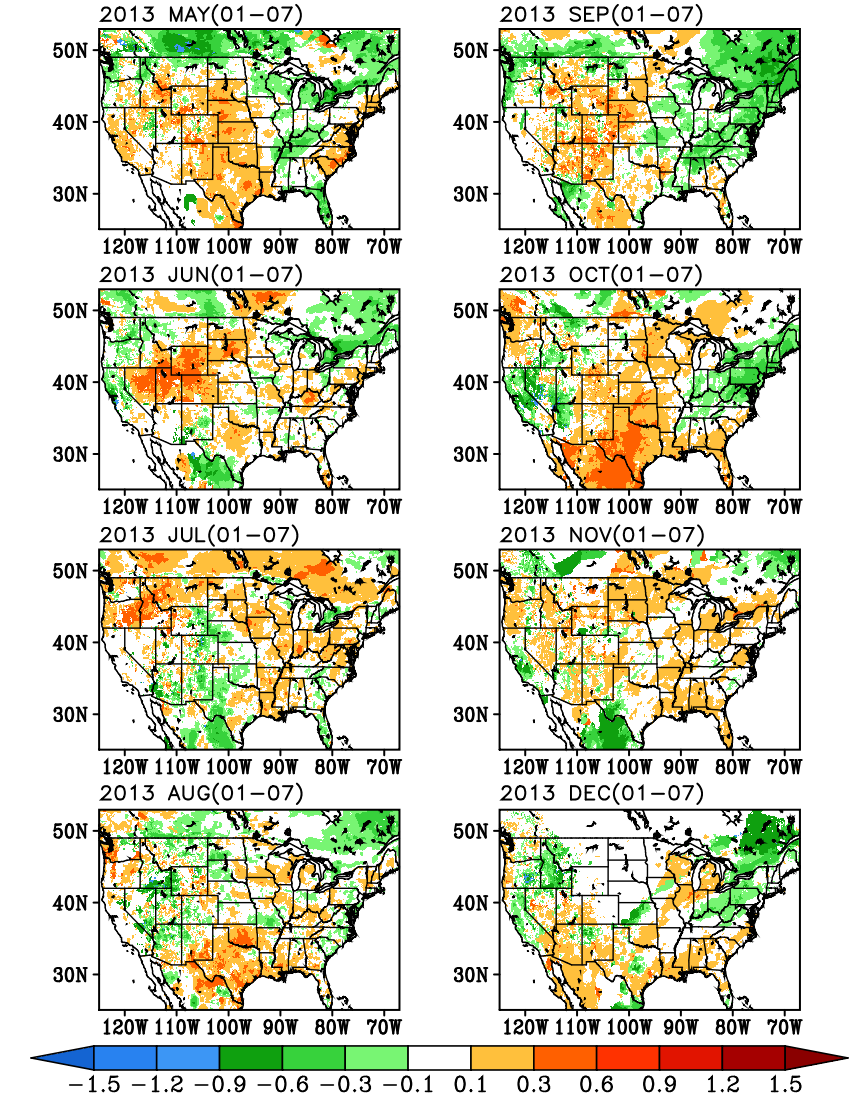 2013 MAY(01−07)
2013 SEP(01−07)
50N
40N
30N
120W 110W 100W 90W 80W 70W
50N
40N
30N
120W 110W 100W 90W 80W 70W
2013 JUN(01−07)
2013 OCT(01−07)
50N
40N
30N
120W 110W 100W 90W 80W 70W
50N
40N
30N
120W 110W 100W 90W 80W 70W
2013 JUL(01−07)
2013 NOV(01−07)
50N
40N
30N
120W 110W 100W 90W 80W 70W
50N
40N
30N
120W 110W 100W 90W 80W 70W
2013 AUG(01−07)
2013 DEC(01−07)
50N
40N
30N
120W 110W 100W 90W 80W 70W
50N
40N
30N
120W 110W 100W 90W 80W 70W
−1.5 −1.2 −0.9 −0.6 −0.3 −0.1 0.1 0.3 0.6 0.9 1.2 1.5